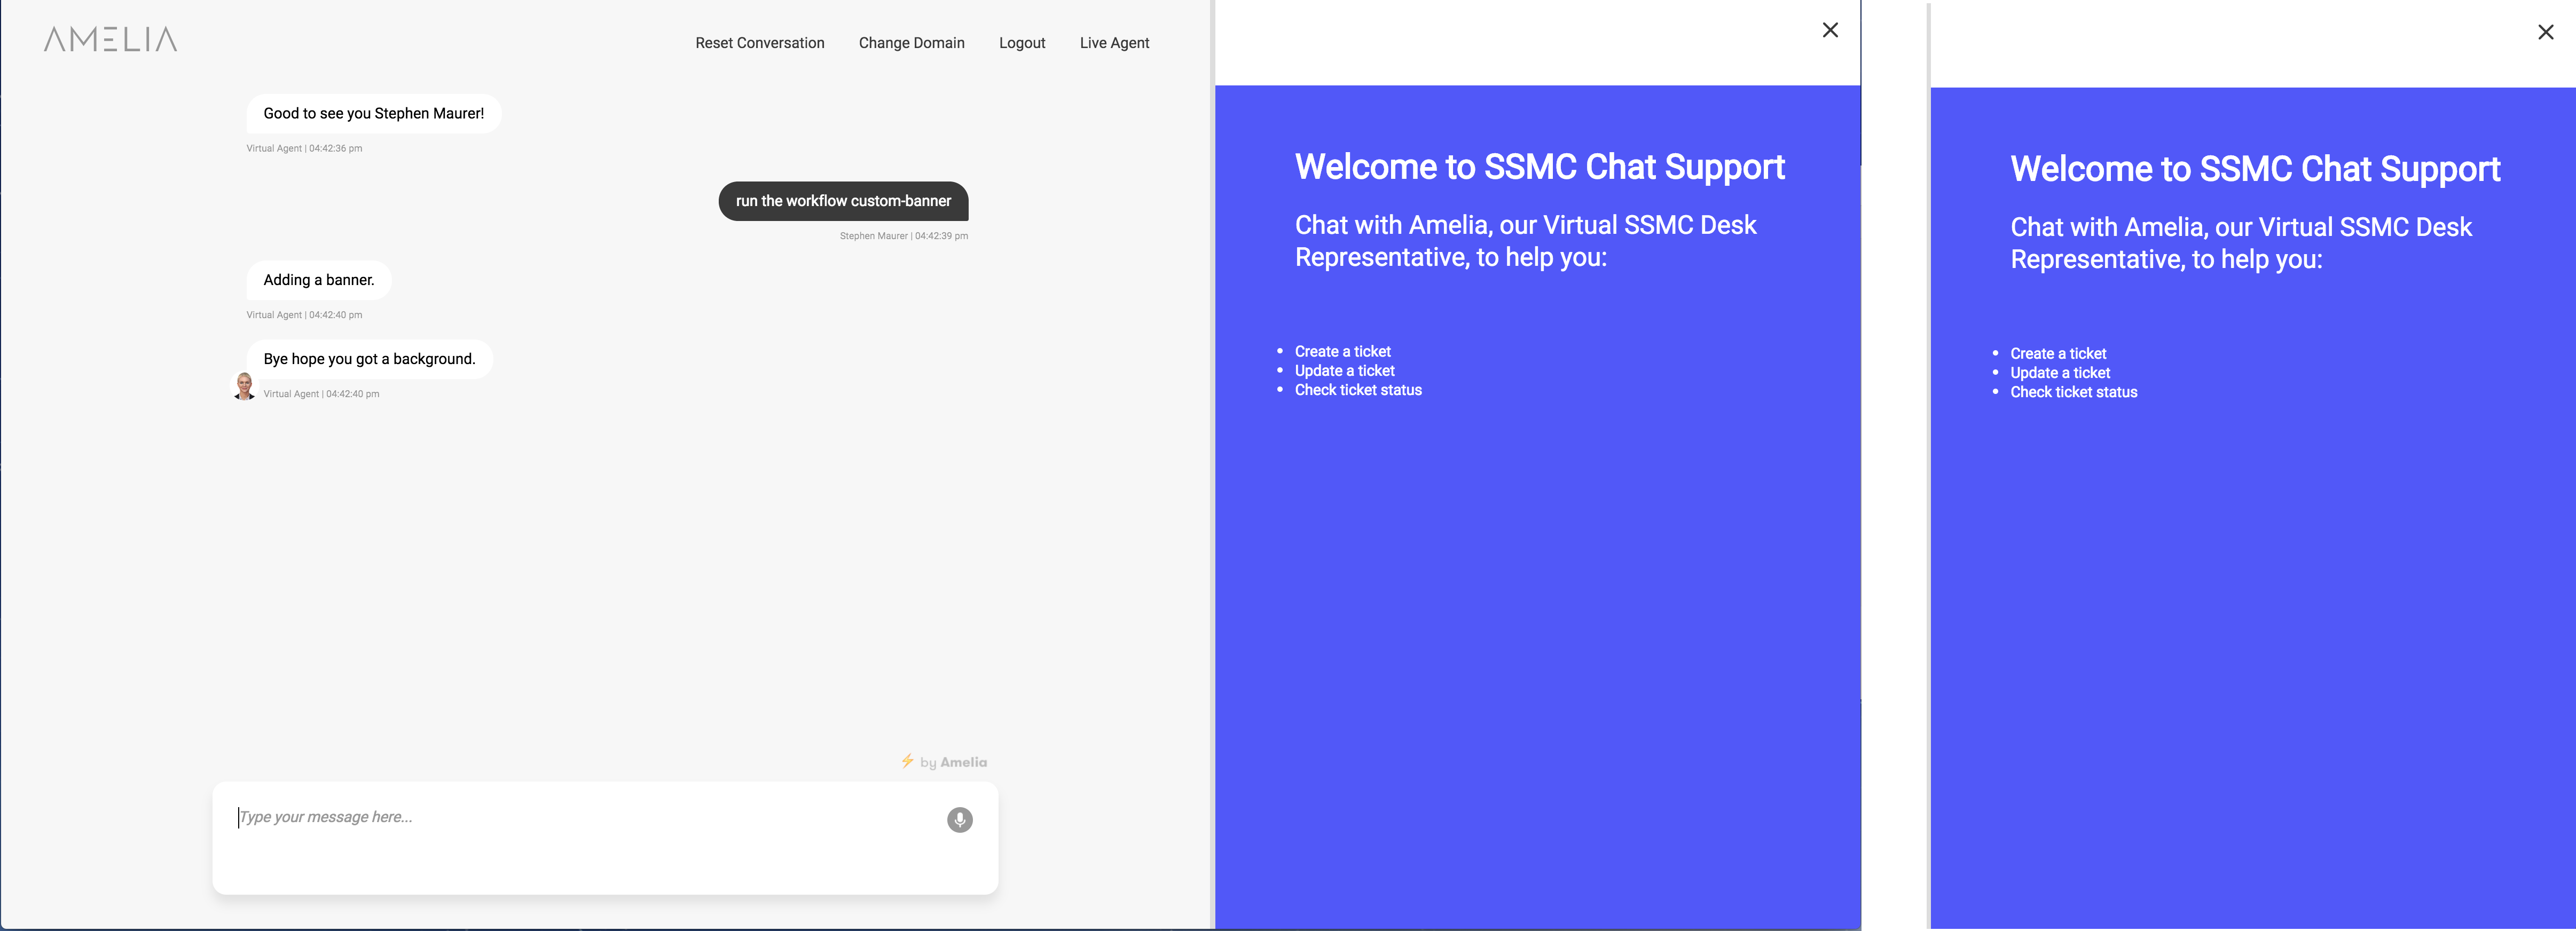 AMELIA
Reset Conversation Change Domain Logout Live Agent
Good to see you Stephen Maurer!
Virtual Agent | 04:42:36 pm
run the workflow custom-banner
Stephen Maurer | 04:42:39 pm
Adding a banner.
Virtual Agent | 04:42:40 pm
Bye hope you got a background.
Virtual Agent | 04:42:40 pm
by Amelia
Type your message here...
Welcome to SSMC Chat Support
Chat with Amelia, our Virtual SSMC Desk
Representative, to help you:
• Create a ticket
• Update a ticket
• Check ticket status
Welcome to SSMC Chat Support
Chat with Amelia, our Virtual SSMC Desk
Representative, to help you:
• Create a ticket
• Update a ticket
• Check ticket status